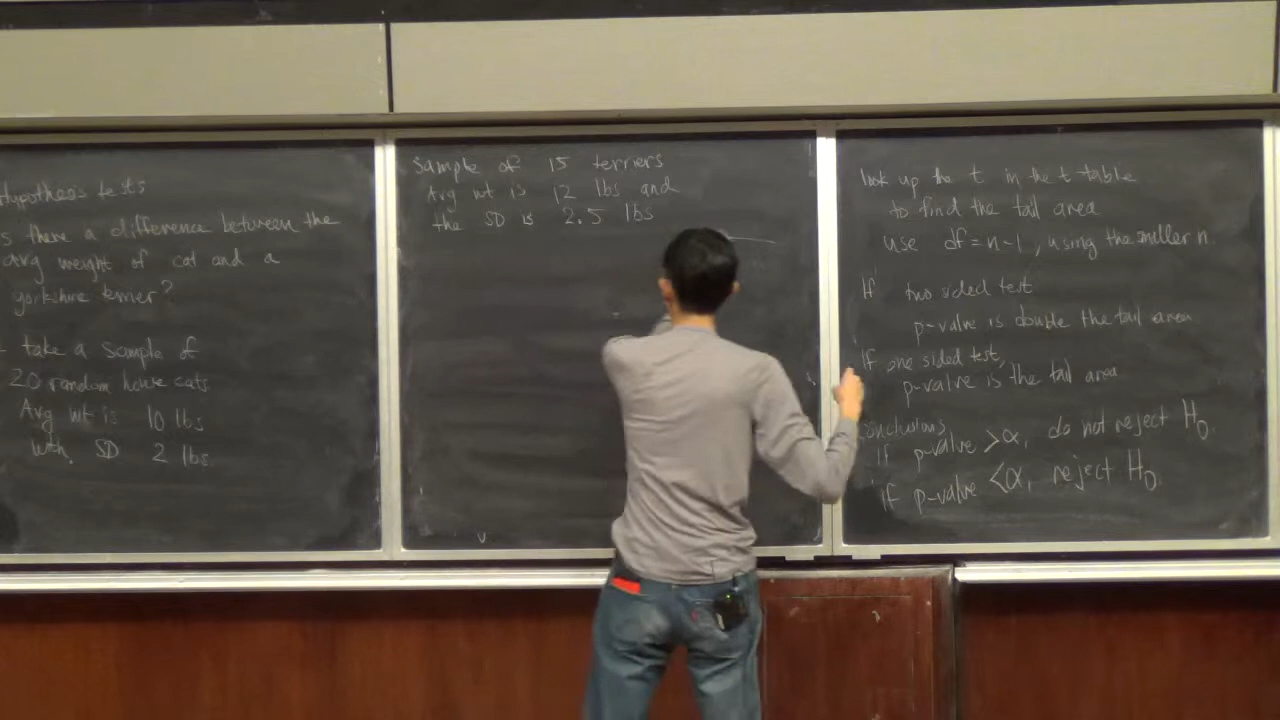 Hypothesis tests
s there a difference between the
avg weight of cat and a
yorkshire terrier?
take a sample of
20 random house cats
Avg wt is 10 lbs
with SD 2 lbs.
Sample of 15 terriers
Avg wt is 12 lbs and
the SD is 2.5 lbs
look up the t in the t table
to find the tail area
use df = n - 1, using the smaller n.
If two sided test
p-value is double the tail area
If one sided test,
p-value is the tail area
onclusions
if p-value > α, do not reject H0.
if p-value < α, reject H0.